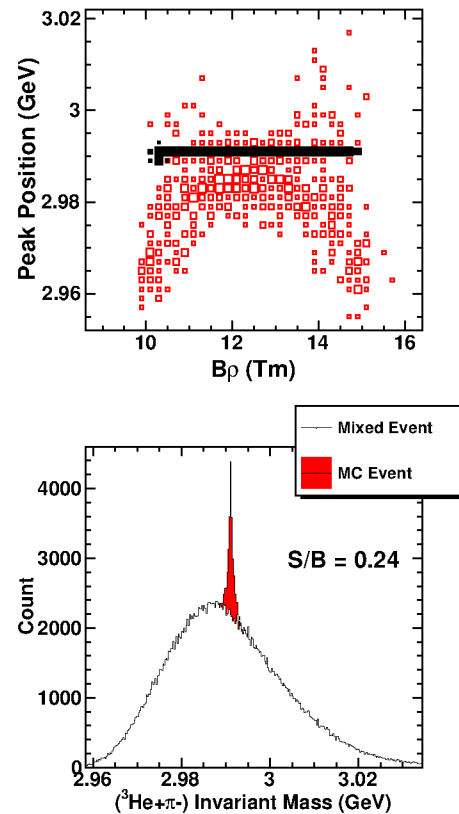 Peak Position (GeV)
3.02
3
2.98
2.96
10 12 14 16
Bρ (Tm)
Mixed Event
MC Event
S/B = 0.24
Count
4000
3000
2000
1000
0
2.96 2.98 3 3.02
(³He+π-) Invariant Mass (GeV)